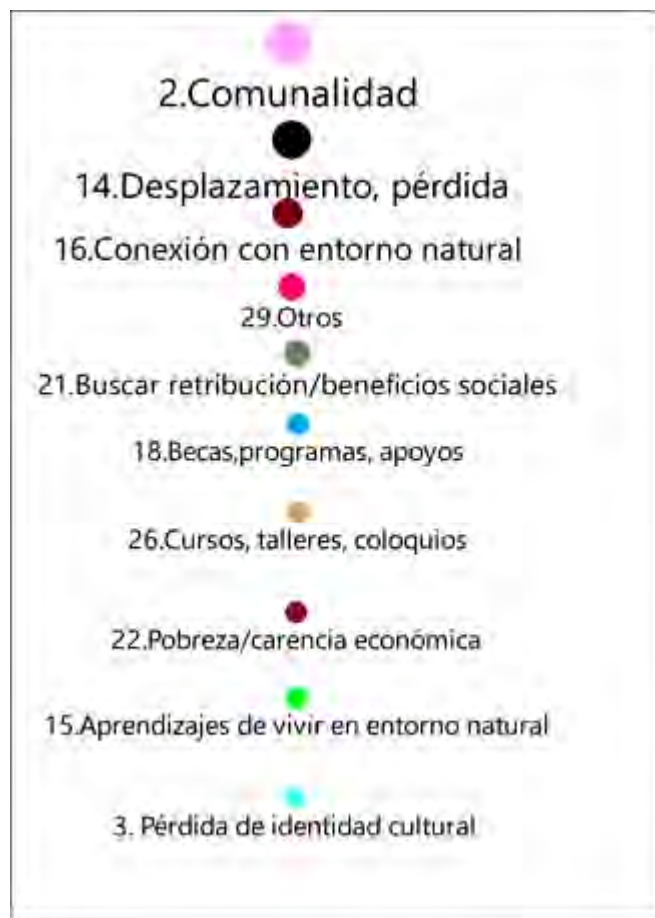 2.Comunalidad
14.Desplazamiento, pérdida
16.Conexión con entorno natural
29.Otros
21.Buscar retribución/beneficios sociales
18.Becas,programas, apoyos
26.Cursos, talleres, coloquios
22.Pobreza/carencia económica
15.Aprendizajes de vivir en entorno natural
3. Pérdida de identidad cultural